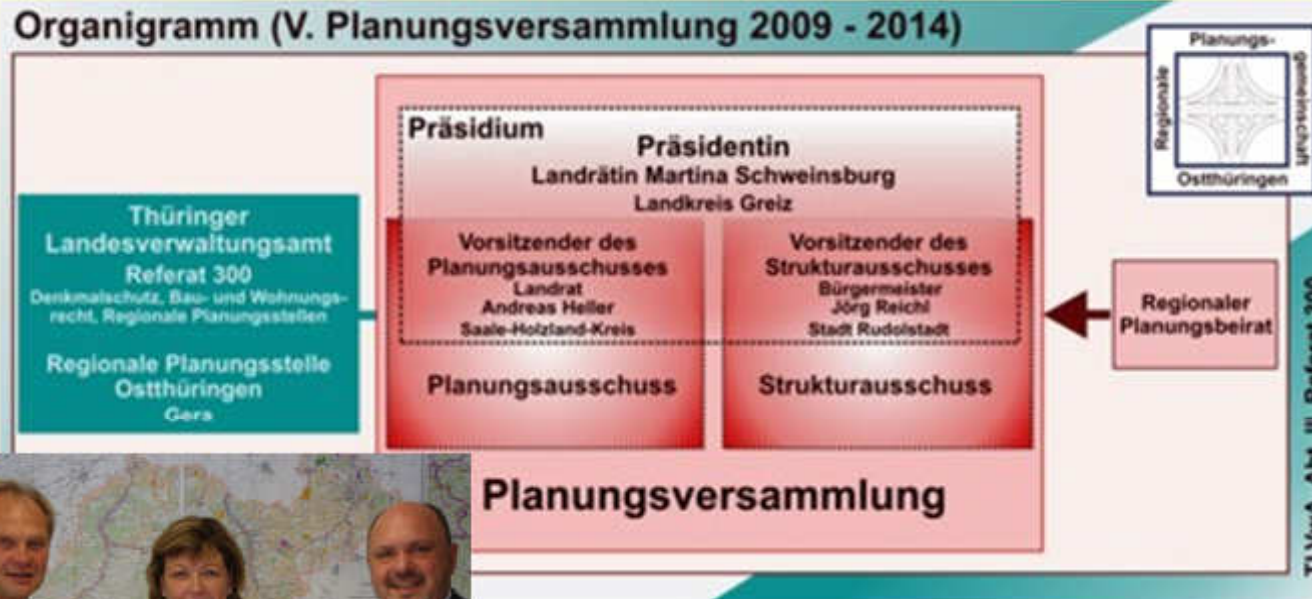 Organigramm (V. Planungsversammlung 2009 - 2014)
Planungs-
gemeinschaft
Regionale
Ostthüringen
Präsidium
Präsidentin
Landrätin Martina Schweinsburg
Landkreis Greiz
Thüringer
Landesverwaltungsamt
Referat 300
Denkmalschutz, Bau- und Wohnungs-
recht, Regionale Planungsstellen
Regionale Planungsstelle
Ostthüringen
Gera
Vorsitzender des
Planungsausschusses
Landrat
Andreas Heller
Saale-Holzland-Kreis
Planungsausschuss
Vorsitzender des
Strukturausschusses
Bürgermeister
Jörg Reichl
Stadt Rudolstadt
Strukturausschuss
Regionaler
Planungsbeirat
Planungsversammlung